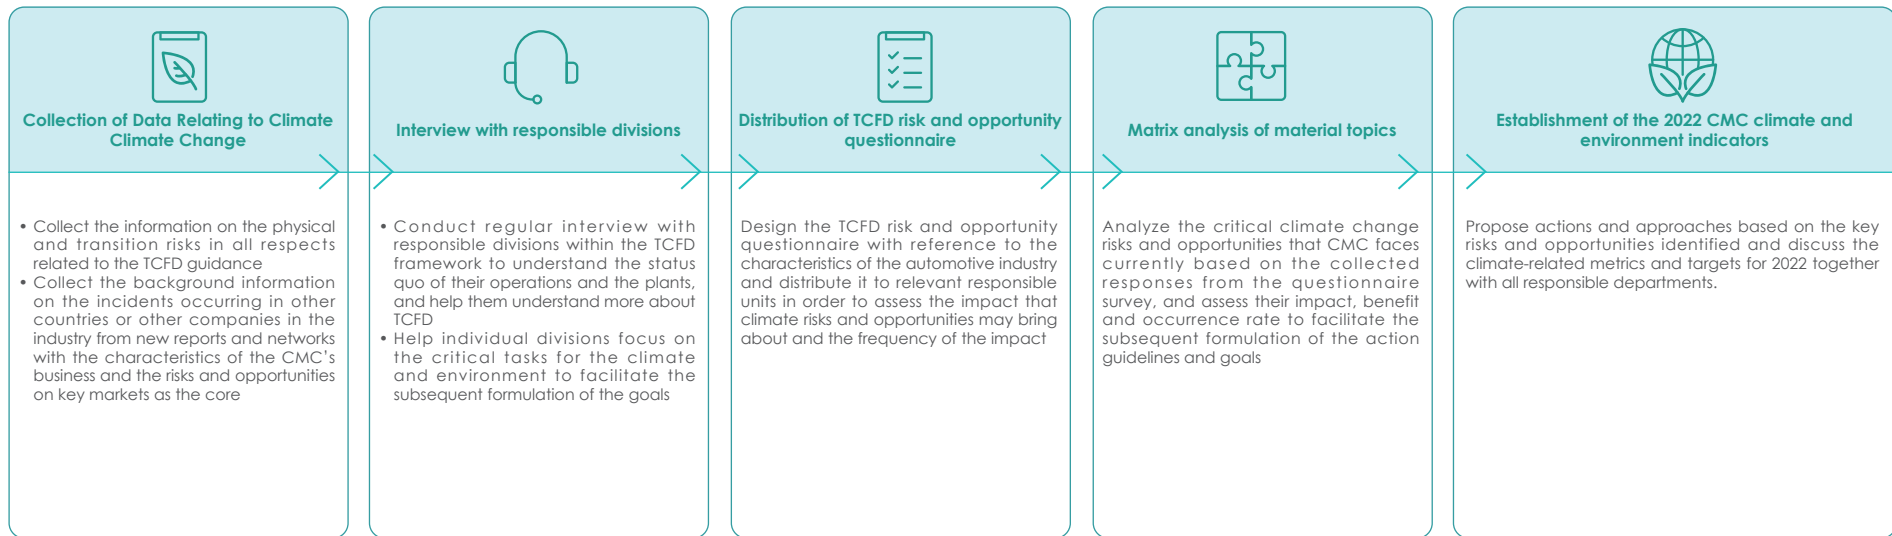 Collection of Data Relating to Climate
Climate Change
• Collect the information on the physical
and transition risks in all respects
related to the TCFD guidance
• Collect the background information
on the incidents occurring in other
countries or other companies in the
industry from new reports and networks
with the characteristics of the CMC's
business and the risks and opportunities
on key markets as the core
Interview with responsible divisions
• Conduct regular interview with
responsible divisions within the TCFD
framework to understand the status
quo of their operations and the plants,
and help them understand more about
TCFD
• Help individual divisions focus on
the critical tasks for the climate
and environment to facilitate the
subsequent formulation of the goals
Distribution of TCFD risk and opportunity
questionnaire
Design the TCFD risk and opportunity
questionnaire with reference to the
characteristics of the automotive industry
and distribute it to relevant responsible
units in order to assess the impact that
climate risks and opportunities may bring
about and the frequency of the impact
Matrix analysis of material topics
Analyze the critical climate change
risks and opportunities that CMC faces
currently based on the collected
responses from the questionnaire
survey, and assess their impact, benefit
and occurrence rate to facilitate the
subsequent formulation of the action
guidelines and goals
Establishment of the 2022 CMC climate and
environment indicators
Propose actions and approaches based on the key
risks and opportunities identified and discuss the
climate-related metrics and targets for 2022 together
with all responsible departments.